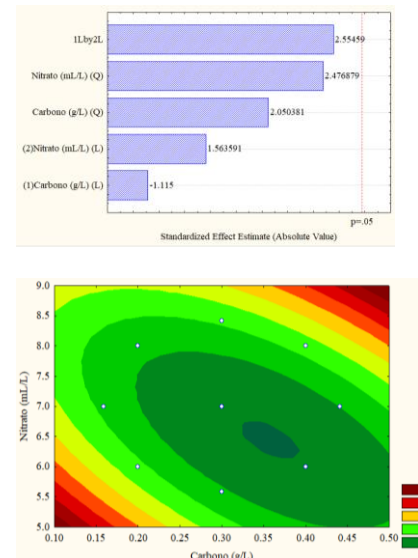 1Lby2L
2.55459
Nitrato (mL/L) (Q)
2.476879
Carbono (g/L) (Q)
2.050381
(2)Nitrato (mL/L) (L)
1.563591
(1)Carbono (g/L) (L)
-1.115
p=.05
Standardized Effect Estimate (Absolute Value)
9.0
8.5
8.0
7.5
7.0
6.5
6.0
5.5
5.0
Nitrato (mL/L)
0.10 0.15 0.20 0.25 0.30 0.35 0.40 0.45 0.50
Carbono (g/L)